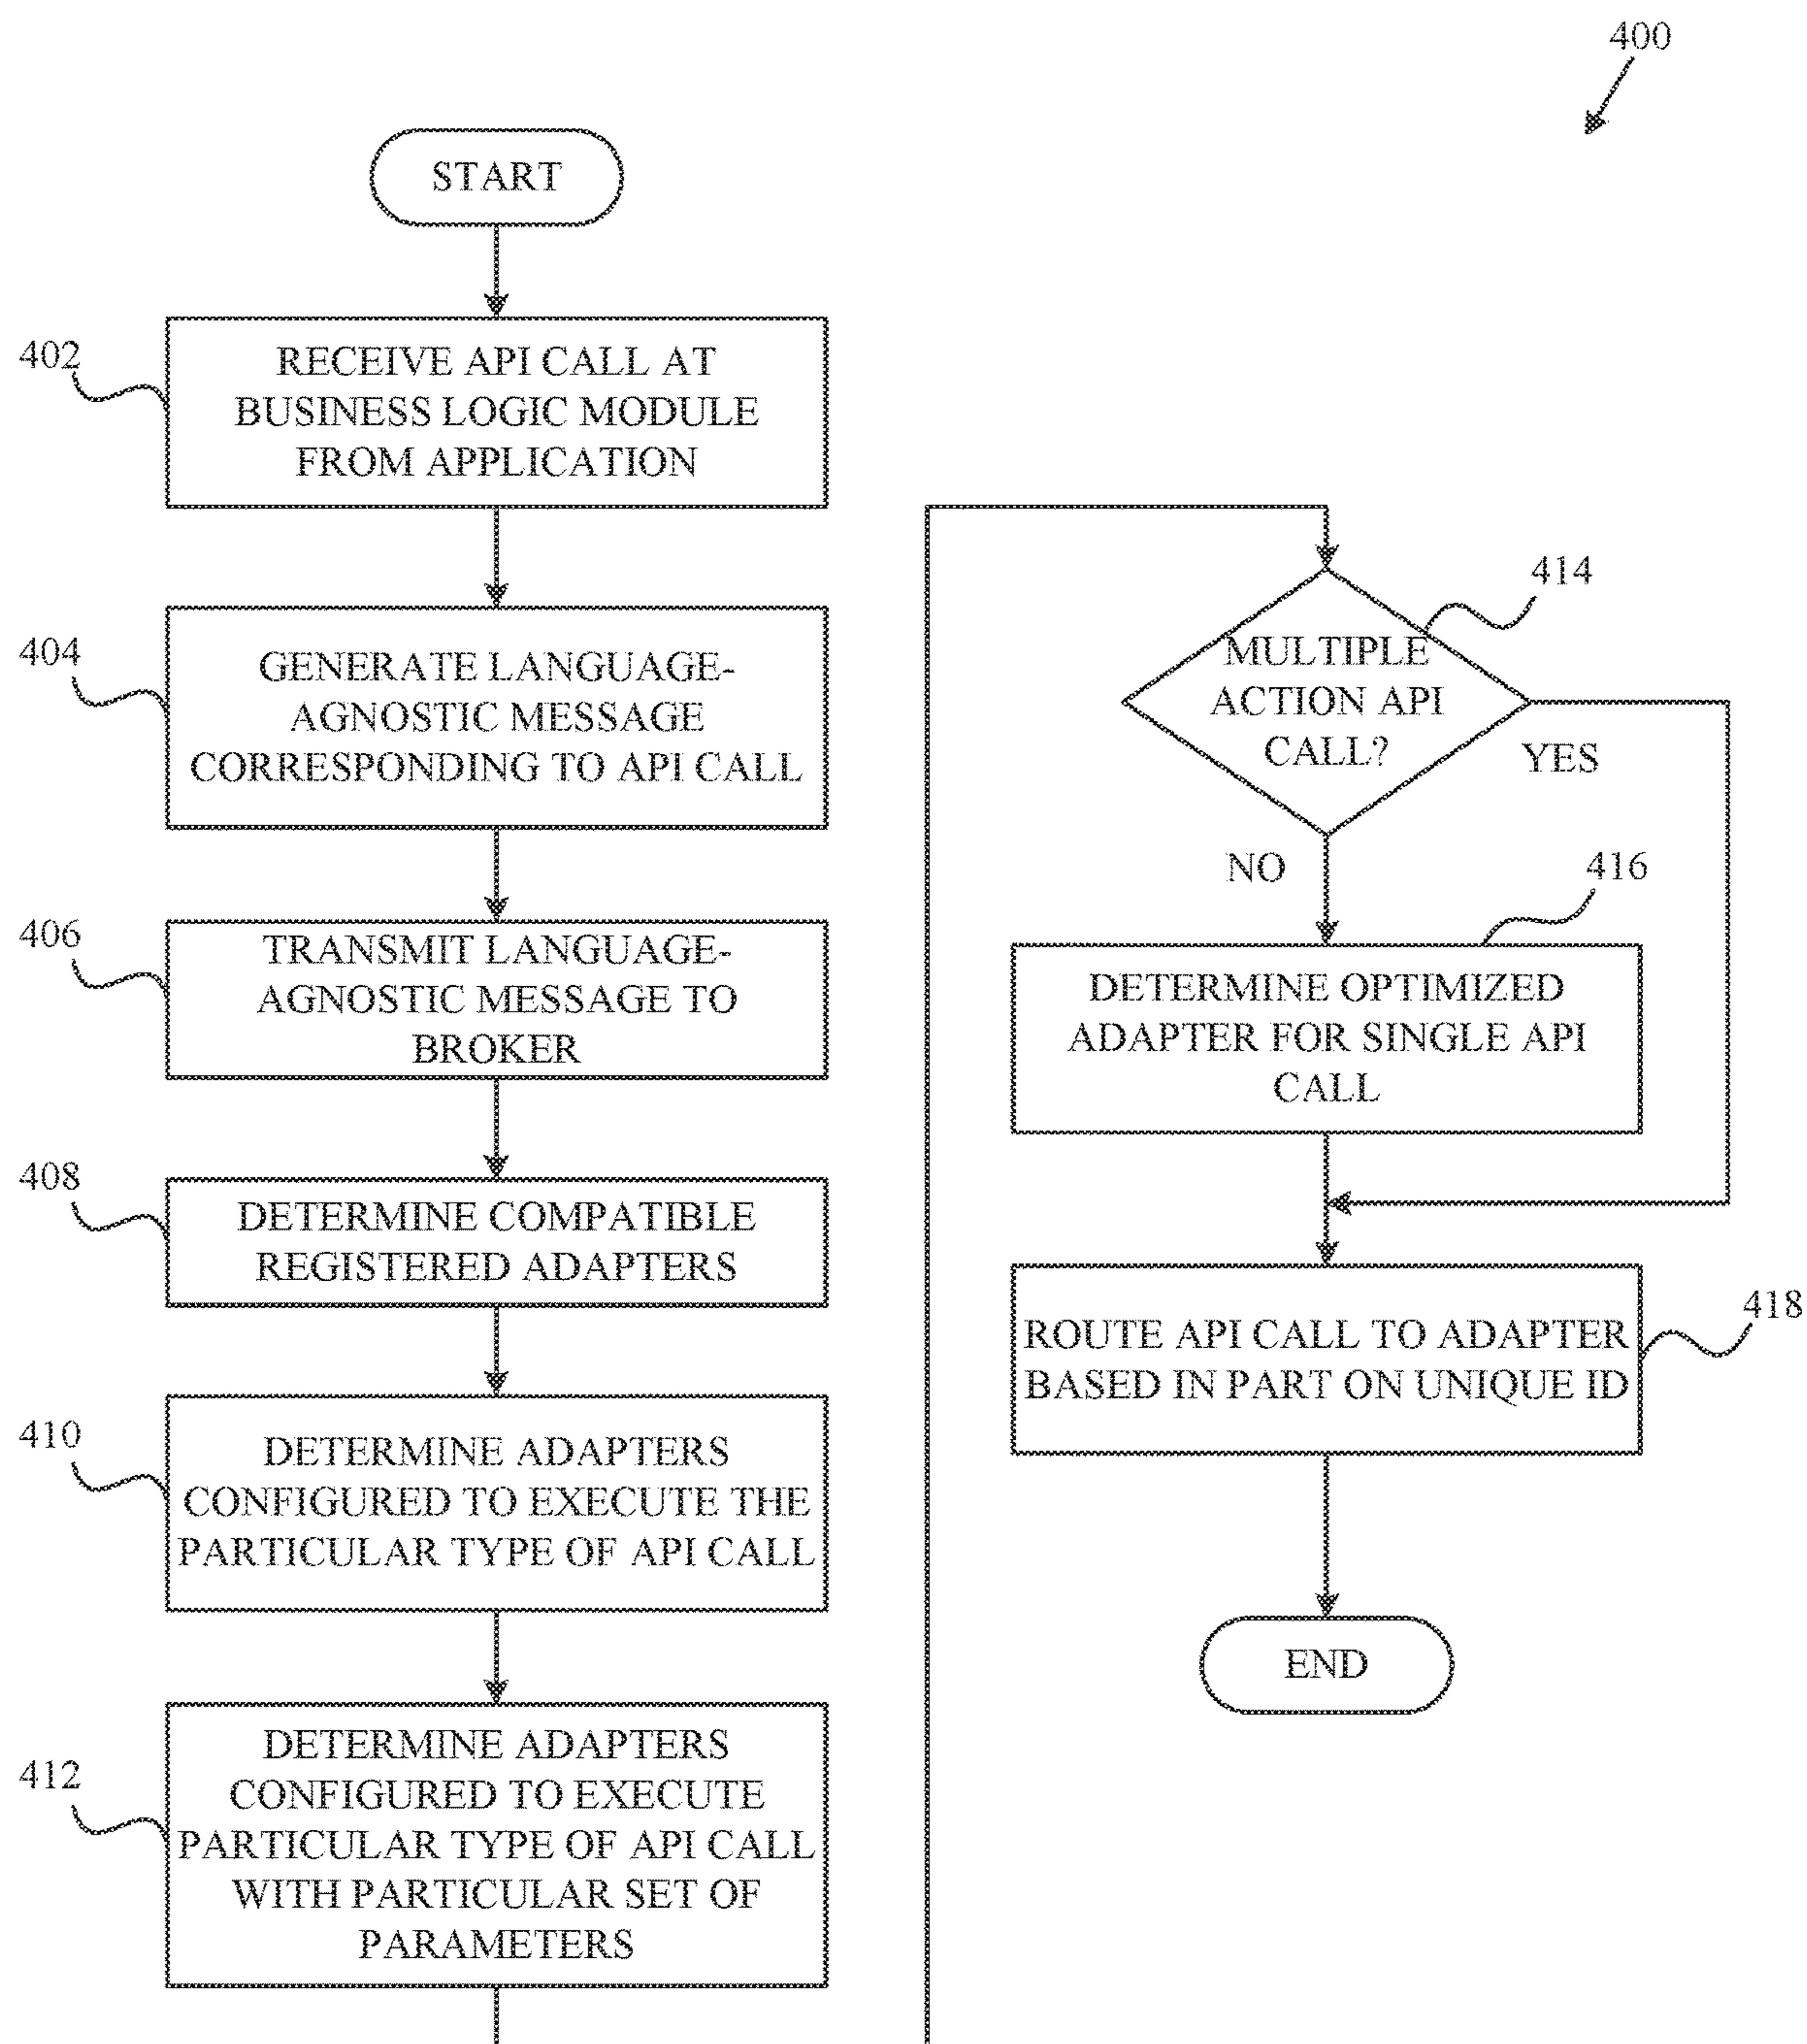 400
START
402
RECEIVE API CALL AT
BUSINESS LOGIC MODULE
FROM APPLICATION
404
GENERATE LANGUAGE-
AGNOSTIC MESSAGE
CORRESPONDING TO API CALL
406
TRANSMIT LANGUAGE-
AGNOSTIC MESSAGE TO
BROKER
408
DETERMINE COMPATIBLE
REGISTERED ADAPTERS
410
DETERMINE ADAPTERS
CONFIGURED TO EXECUTE THE
PARTICULAR TYPE OF API CALL
412
DETERMINE ADAPTERS
CONFIGURED TO EXECUTE
PARTICULAR TYPE OF API CALL
WITH PARTICULAR SET OF
PARAMETERS
414
MULTIPLE
ACTION API
CALL?
YES
NO
416
DETERMINE OPTIMIZED
ADAPTER FOR SINGLE API
CALL
418
ROUTE API CALL TO ADAPTER
BASED IN PART ON UNIQUE ID
END